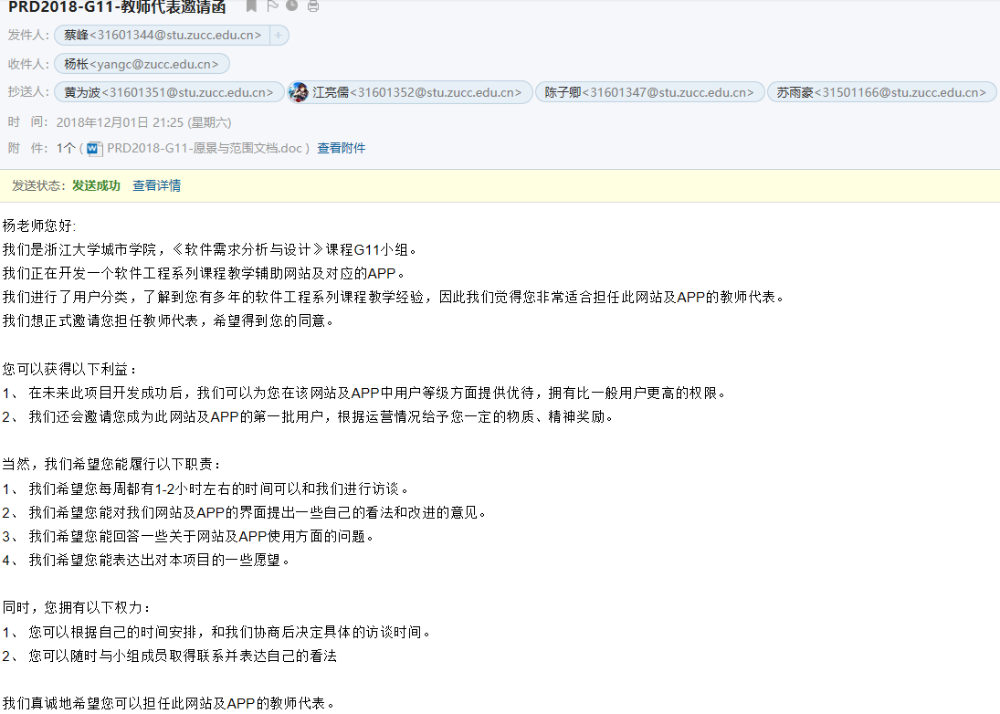 PRD2018-G11-教师代表邀请函
发件人：蔡峰<31601344@stu.zucc.edu.cn> +
收件人：杨枨<yangc@zucc.edu.cn>
抄送人：黄为波<31601351@stu.zucc.edu.cn> 江亮儒<31601352@stu.zucc.edu.cn> 陈子卿<31601347@stu.zucc.edu.cn> 苏雨豪<31501166@stu.zucc.edu.cn>
时 间：2018年12月01日 21:25 (星期六)
附 件：1个 ( PRD2018-G11-愿景与范围文档.doc ) 查看附件
发送状态：发送成功 查看详情
杨老师您好:
我们是浙江大学城市学院，《软件需求分析与设计》课程G11小组。
我们正在开发一个软件工程系列课程教学辅助网站及对应的APP。
我们进行了用户分类，了解到您有多年的软件工程系列课程教学经验，因此我们觉得您非常适合担任此网站及APP的教师代表。
我们想正式邀请您担任教师代表，希望得到您的同意。
您可以获得以下利益：
1、 在未来此项目开发成功后，我们可以为您在该网站及APP中用户等级方面提供优待，拥有比一般用户更高的权限。
2、 我们还会邀请您成为此网站及APP的第一批用户，根据运营情况给予您一定的物质、精神奖励。
当然，我们希望您能履行以下职责：
1、 我们希望您每周都有1-2小时左右的时间可以和我们进行访谈。
2、 我们希望您能对我们网站及APP的界面提出一些自己的看法和改进的意见。
3、 我们希望您能回答一些关于网站及APP使用方面的问题。
4、 我们希望您能表达出对本项目的一些愿望。
同时，您拥有以下权力：
1、 您可以根据自己的时间安排，和我们协商后决定具体的访谈时间。
2、 您可以随时与小组成员取得联系并表达自己的看法
我们真诚地希望您可以担任此网站及APP的教师代表。